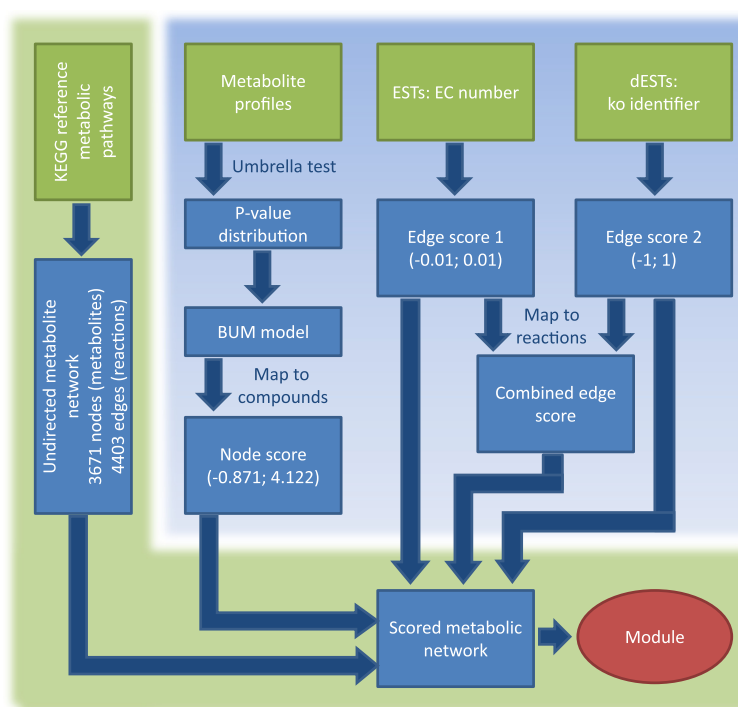 KEGG reference
metabolic
pathways
Metabolite
profiles
ESTs: EC number
dESTs:
ko identifier
Umbrella test
P-value
distribution
Edge score 1
(-0.01; 0.01)
Edge score 2
(-1; 1)
Undirected metabolite
network
3671 nodes (metabolites)
4403 edges (reactions)
BUM model
Map to
reactions
Map to
compounds
Combined edge
score
Node score
(-0.871; 4.122)
Scored metabolic
network
Module